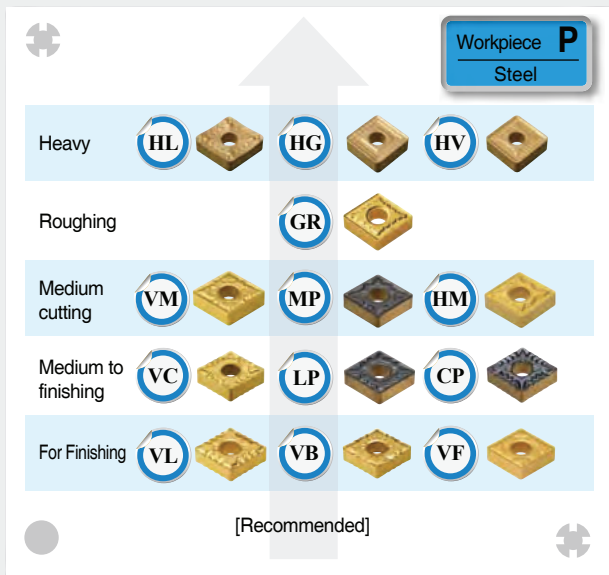 Workpiece P
Steel
Heavy HL HG HV
Roughing GR
Medium
cutting VM MP HM
Medium to
finishing VC LP CP
For Finishing VL VB VF
[Recommended]